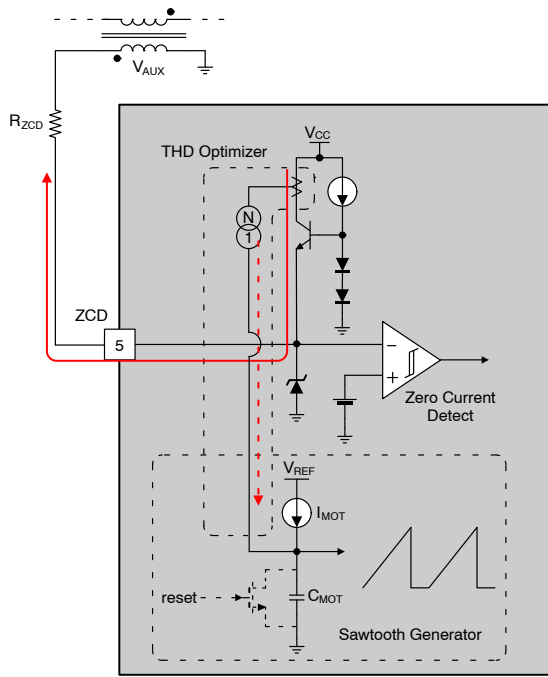 V_AUX
R_ZCD
V_CC
THD Optimizer
N
1
ZCD
5
−
+
Zero Current
Detect
V_REF
I_MOT
reset
C_MOT
Sawtooth Generator